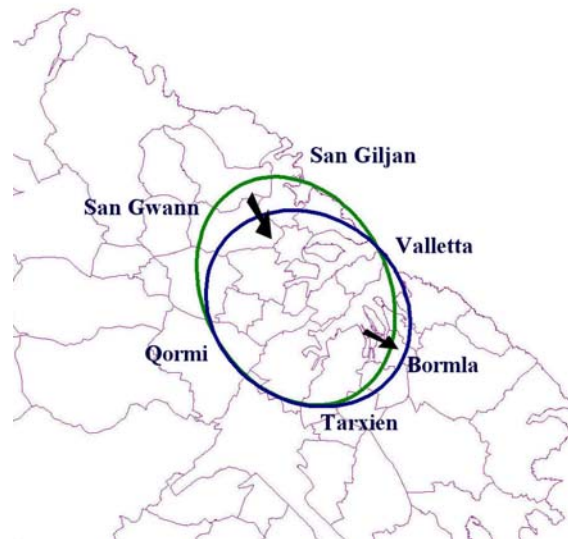 San Giljan
San Gwann
Valletta
Qormi
Bormla
Tarxien